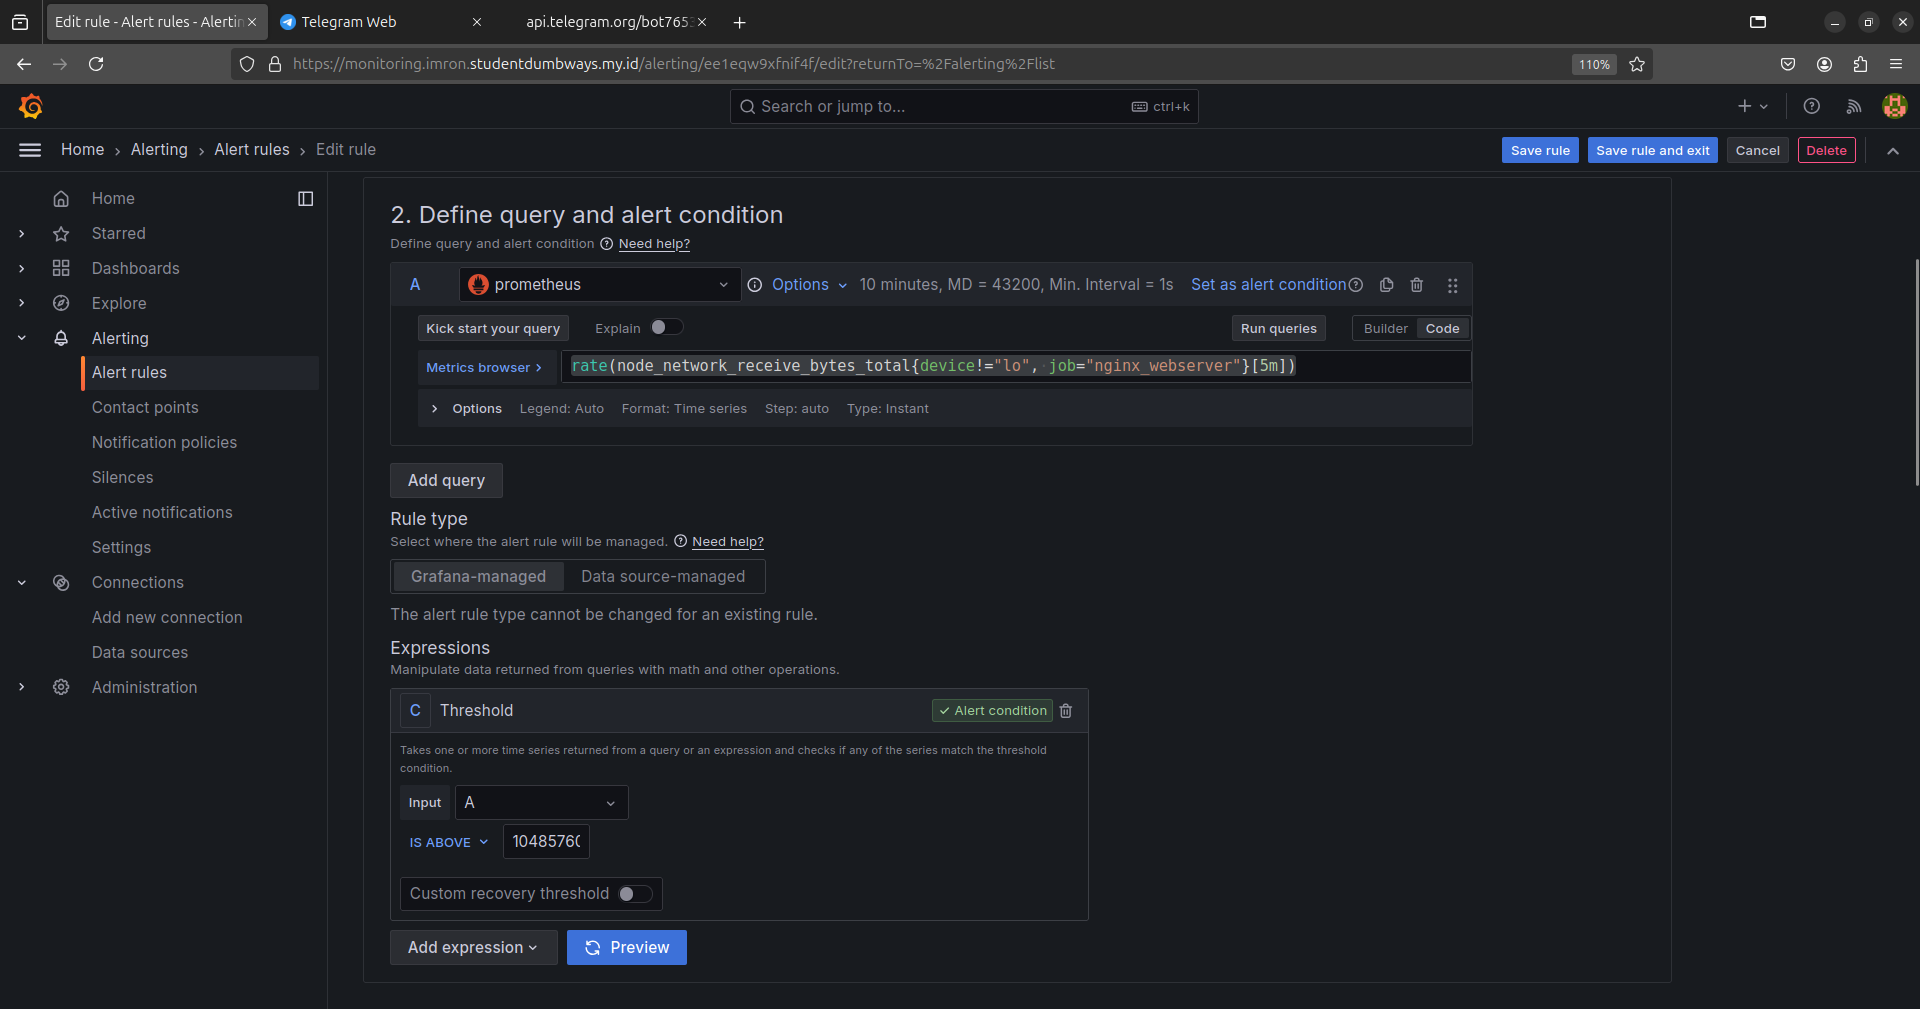 Edit rule - Alert rules - Alertin
Telegram Web
api.telegram.org/bot765
https://monitoring.imron.studentdumbways.my.id/alerting/ee1eqw9xfnif4f/edit?returnTo=%2Falerting%2Flist
110%
Search or jump to...
ctrl+k
Home > Alerting > Alert rules > Edit rule
Save rule
Save rule and exit
Cancel
Delete
Home
Starred
Dashboards
Explore
Alerting
Alert rules
Contact points
Notification policies
Silences
Active notifications
Settings
Connections
Add new connection
Data sources
Administration
2. Define query and alert condition
Define query and alert condition Need help?
A prometheus Options 10 minutes, MD = 43200, Min. Interval = 1s Set as alert condition
Kick start your query Explain Run queries Builder Code
Metrics browser > rate(node_network_receive_bytes_total{device!="lo", job="nginx_webserver"}[5m])
> Options Legend: Auto Format: Time series Step: auto Type: Instant
Add query
Rule type
Select where the alert rule will be managed. Need help?
Grafana-managed Data source-managed
The alert rule type cannot be changed for an existing rule.
Expressions
Manipulate data returned from queries with math and other operations.
C Threshold Alert condition
Takes one or more time series returned from a query or an expression and checks if any of the series match the threshold
condition.
Input A
IS ABOVE 10485760
Custom recovery threshold
Add expression Preview